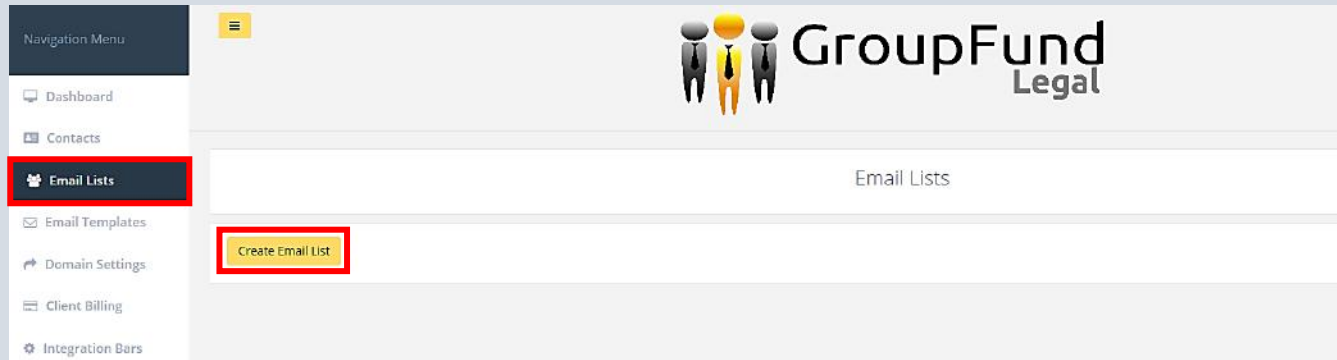 Navigation Menu
Dashboard
Contacts
Email Lists
Email Templates
Domain Settings
Client Billing
Integration Bars
GroupFund
Legal
Email Lists
Create Email List